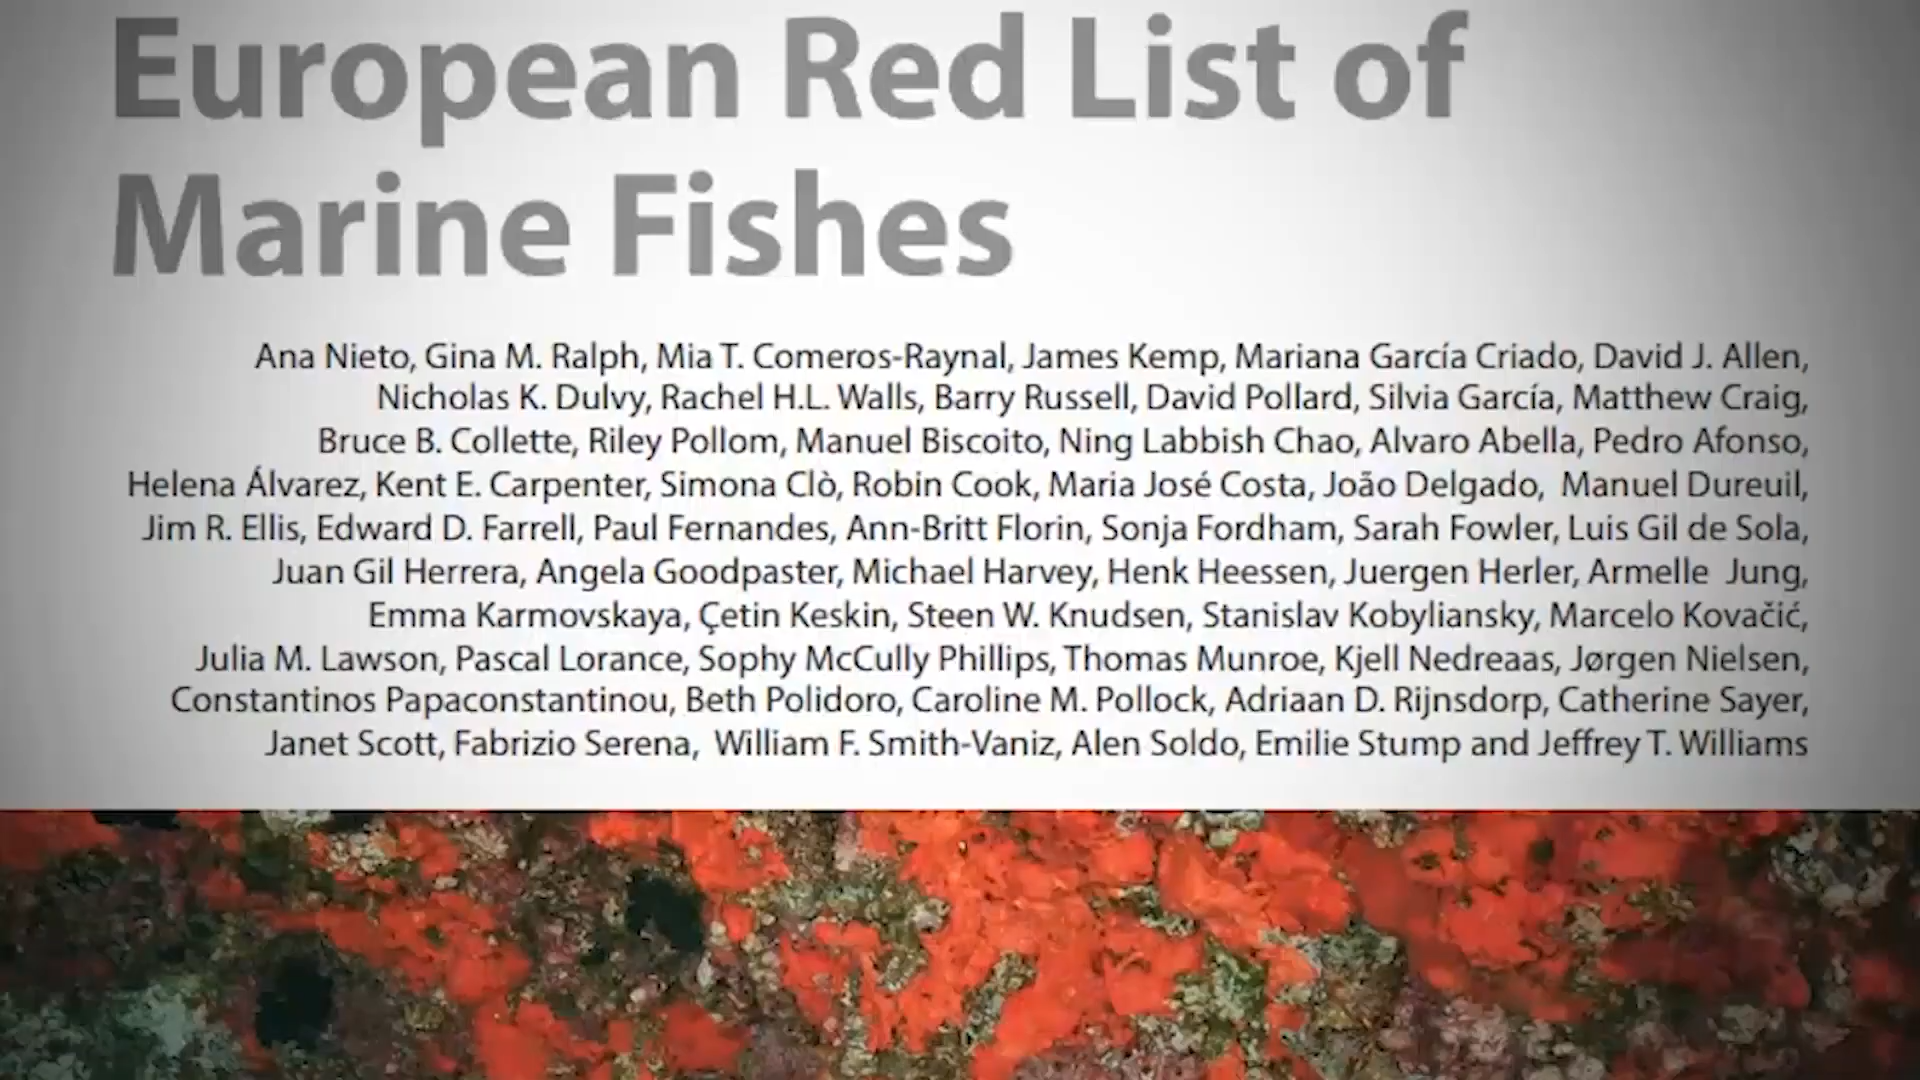 European Red List of
Marine Fishes
Ana Nieto, Gina M. Ralph, Mia T. Comeros-Raynal, James Kemp, Mariana García Criado, David J. Allen,
Nicholas K. Dulvy, Rachel H.L. Walls, Barry Russell, David Pollard, Silvia García, Matthew Craig,
Bruce B. Collette, Riley Pollom, Manuel Biscoito, Ning Labbish Chao, Alvaro Abella, Pedro Afonso,
Helena Álvarez, Kent E. Carpenter, Simona Clò, Robin Cook, Maria José Costa, João Delgado, Manuel Dureuil,
Jim R. Ellis, Edward D. Farrell, Paul Fernandes, Ann-Britt Florin, Sonja Fordham, Sarah Fowler, Luis Gil de Sola,
Juan Gil Herrera, Angela Goodpaster, Michael Harvey, Henk Heessen, Juergen Herler, Armelle Jung,
Emma Karmovskaya, Çetin Keskin, Steen W. Knudsen, Stanislav Kobyliansky, Marcelo Kovačić,
Julia M. Lawson, Pascal Lorance, Sophy McCully Phillips, Thomas Munroe, Kjell Nedreaas, Jørgen Nielsen,
Constantinos Papaconstantinou, Beth Polidoro, Caroline M. Pollock, Adriaan D. Rijnsdorp, Catherine Sayer,
Janet Scott, Fabrizio Serena, William F. Smith-Vaniz, Alen Soldo, Emilie Stump and Jeffrey T. Williams